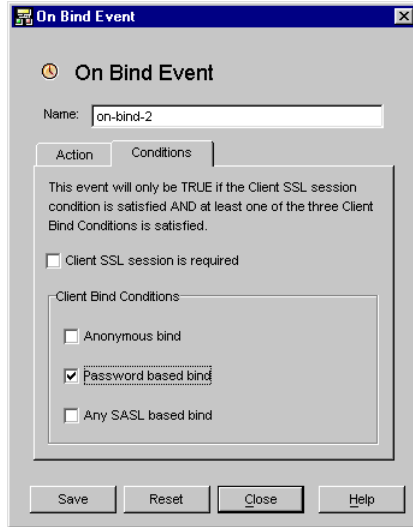 On Bind Event
On Bind Event
Name: on-bind-2
Action Conditions
This event will only be TRUE if the Client SSL session
condition is satisfied AND at least one of the three Client
Bind Conditions is satisfied.
Client SSL session is required
Client Bind Conditions
Anonymous bind
Password based bind
Any SASL based bind
Save Reset Close Help